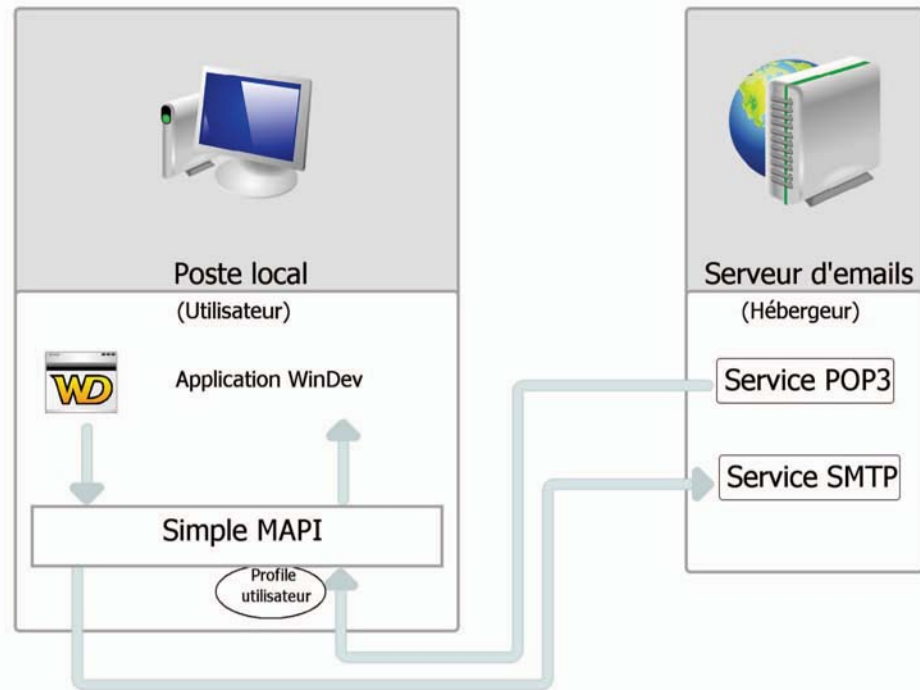 Poste local
(Utilisateur)
WD
Application WinDev
Simple MAPI
Profile
utilisateur
Serveur d'emails
(Hébergeur)
Service POP3
Service SMTP